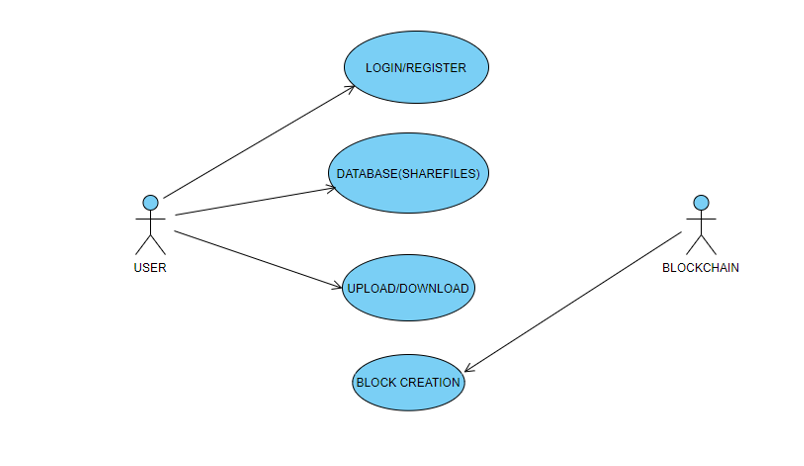 LOGIN/REGISTER
DATABASE(SHAREFILES)
USER
BLOCKCHAIN
UPLOAD/DOWNLOAD
BLOCK CREATION